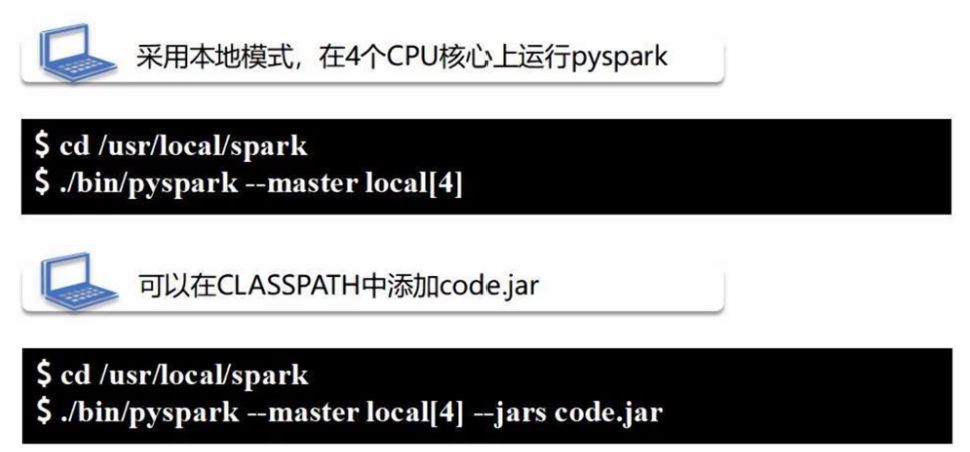 采用本地模式，在4个CPU核心上运行pyspark
$ cd /usr/local/spark
$ ./bin/pyspark --master local[4]
可以在CLASSPATH中添加code.jar
$ cd /usr/local/spark
$ ./bin/pyspark --master local[4] --jars code.jar